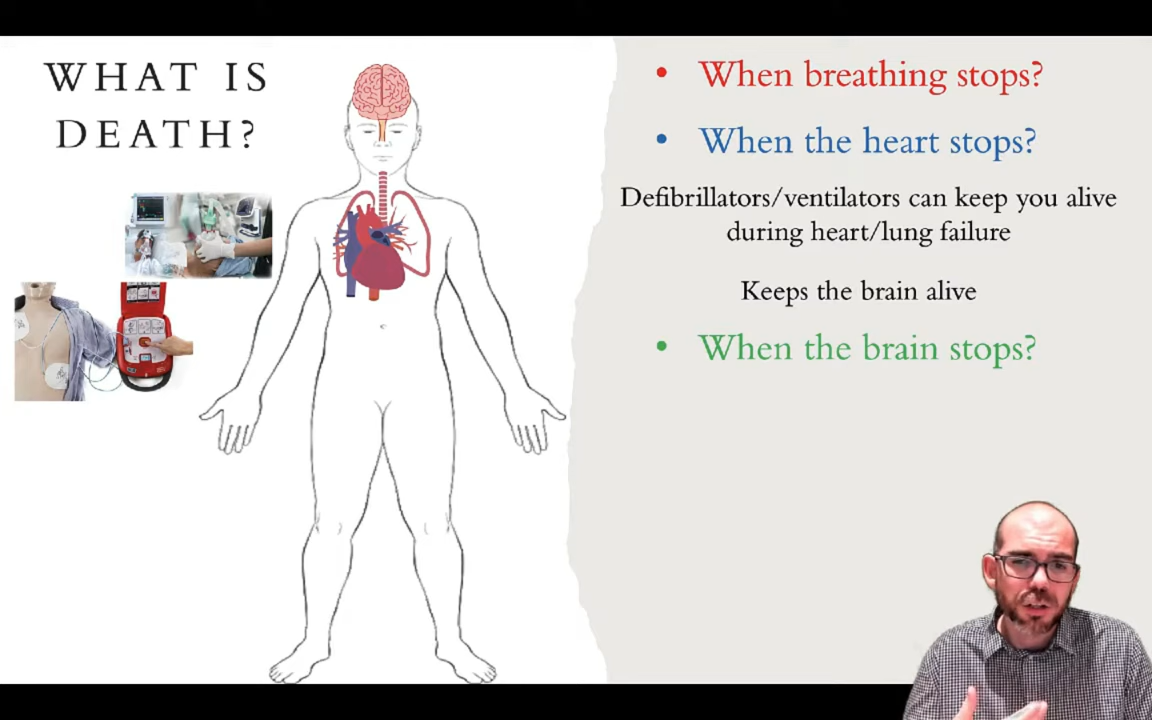 WHAT IS
DEATH?
• When breathing stops?
• When the heart stops?
Defibrillators/ventilators can keep you alive
during heart/lung failure
Keeps the brain alive
• When the brain stops?